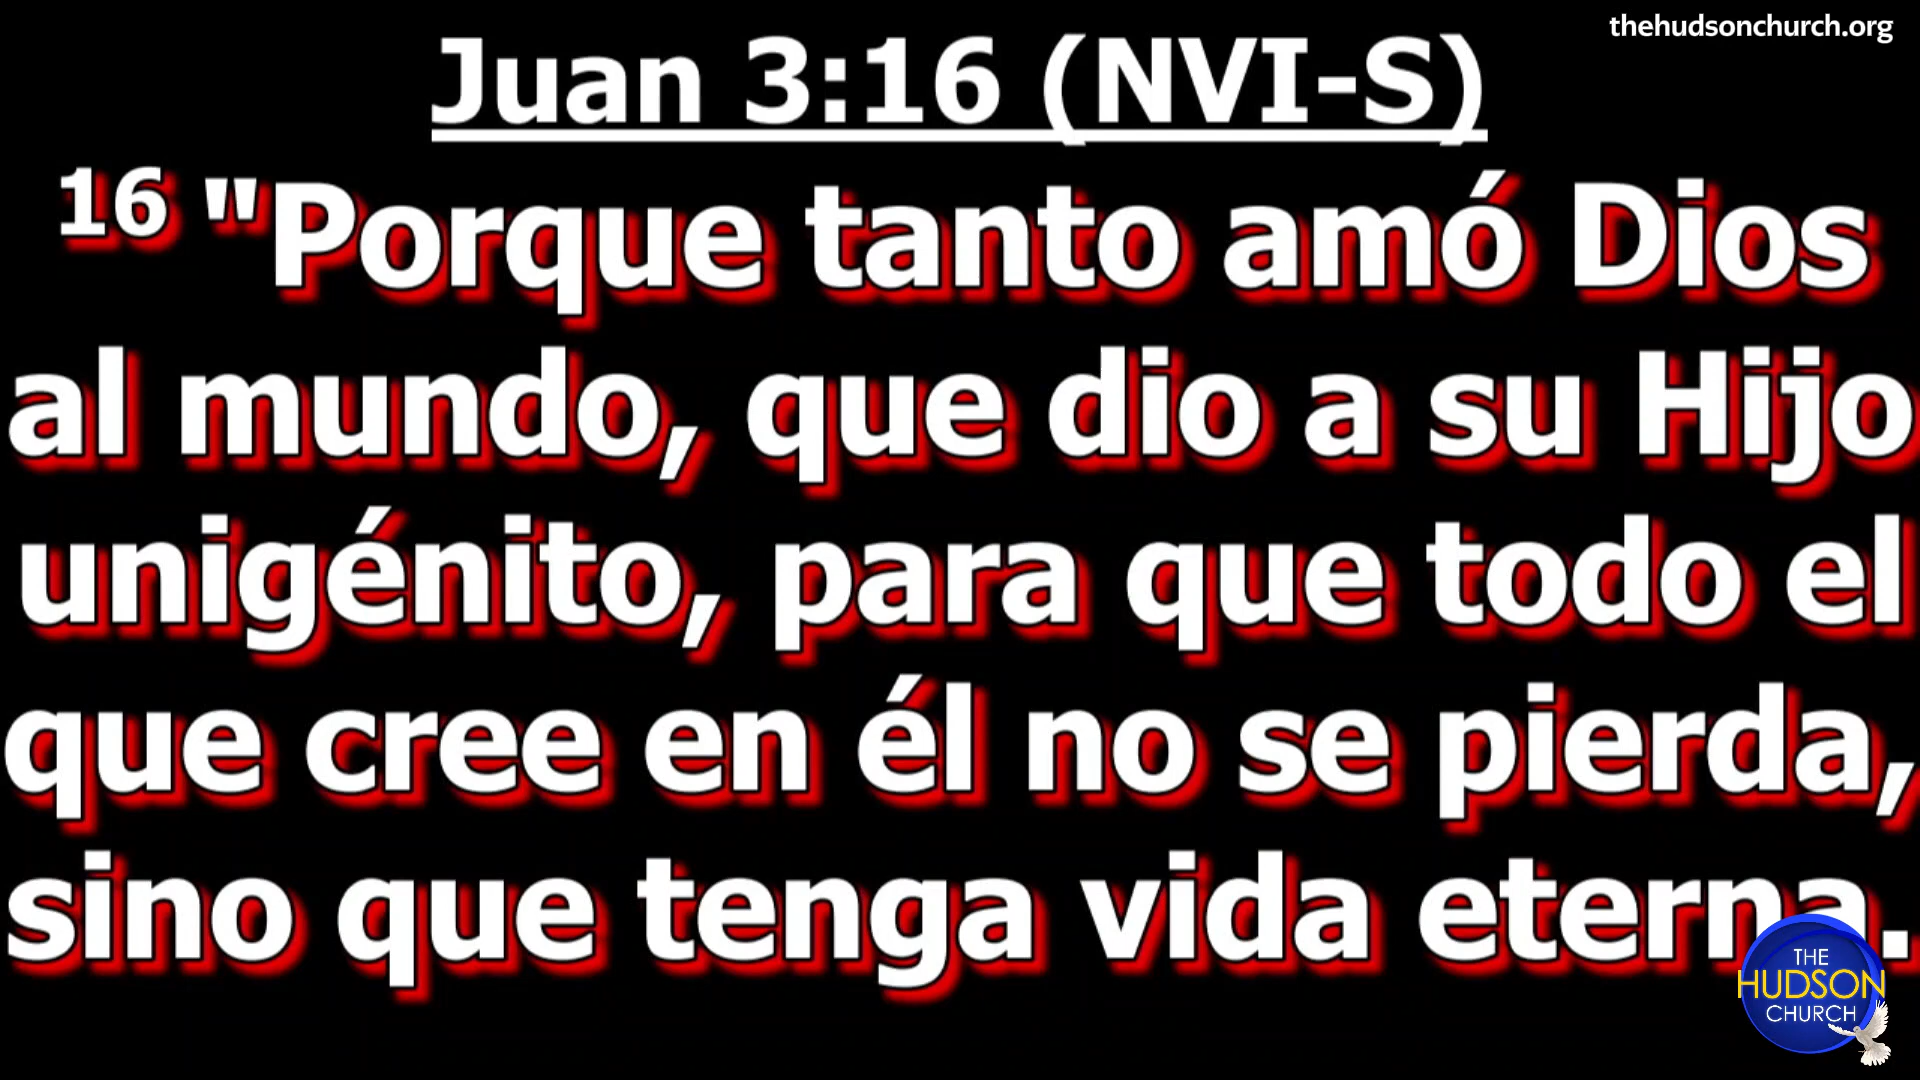 thehudsonchurch.org
Juan 3:16 (NVI-S)
16 "Porque tanto amó Dios
al mundo, que dio a su Hijo
unigénito, para que todo el
que cree en él no se pierda,
sino que tenga vida eterna.
THE
HUDSON
CHURCH